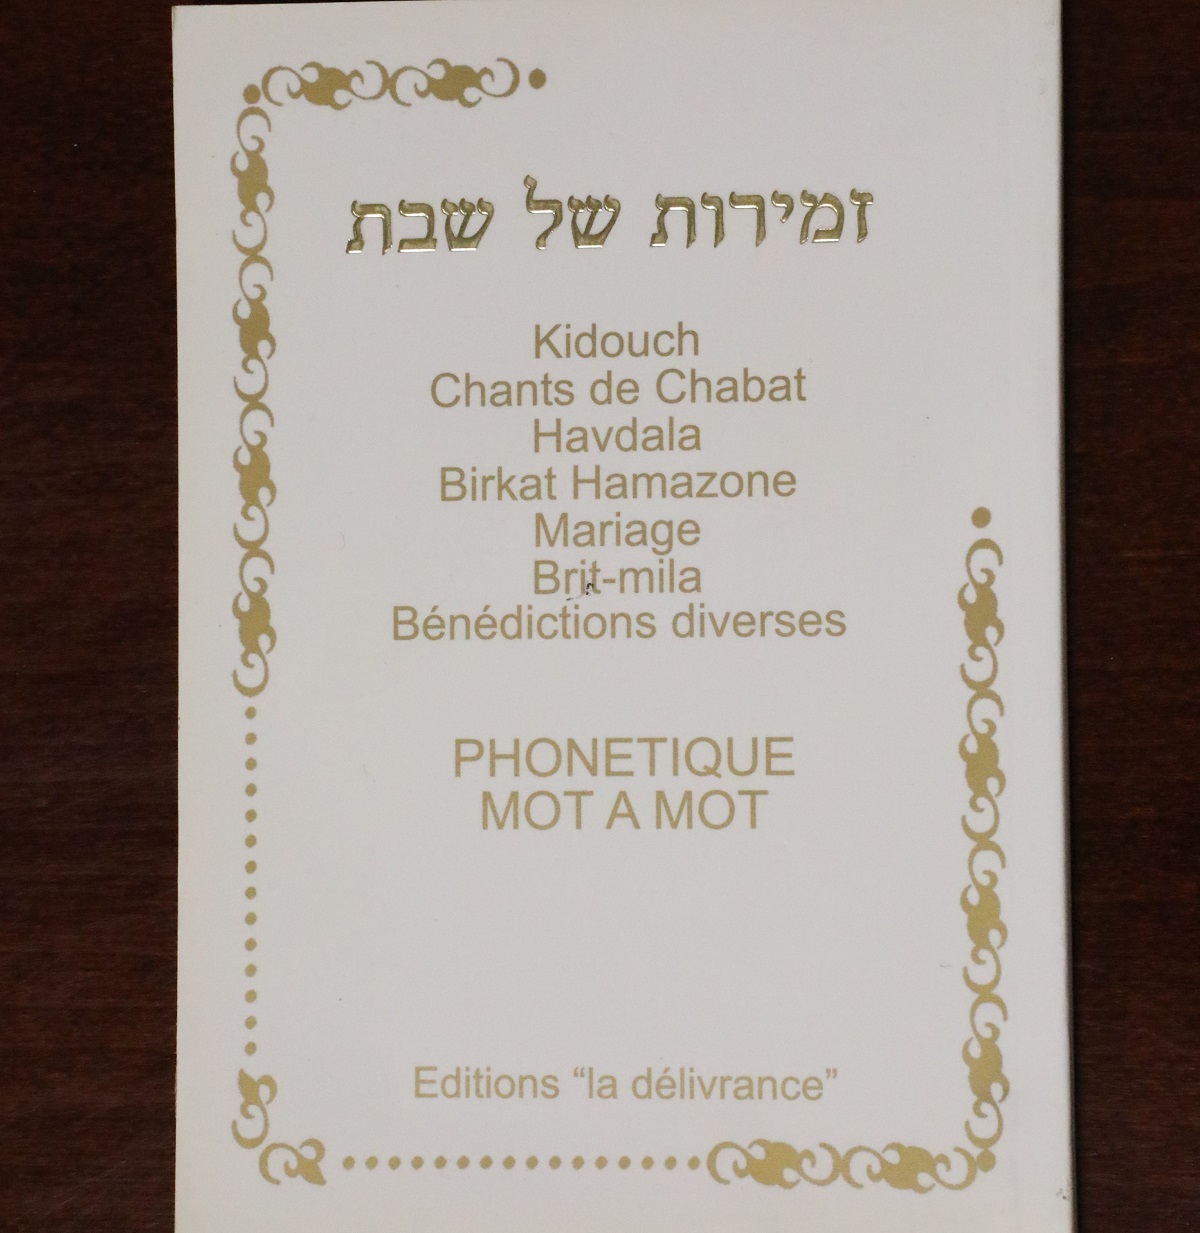 זמירות של שבת
Kidouch
Chants de Chabat
Havdala
Birkat Hamazone
Mariage
Brit-mila
Bénédictions diverses
PHONETIQUE
MOT A MOT
Editions “la délivrance”